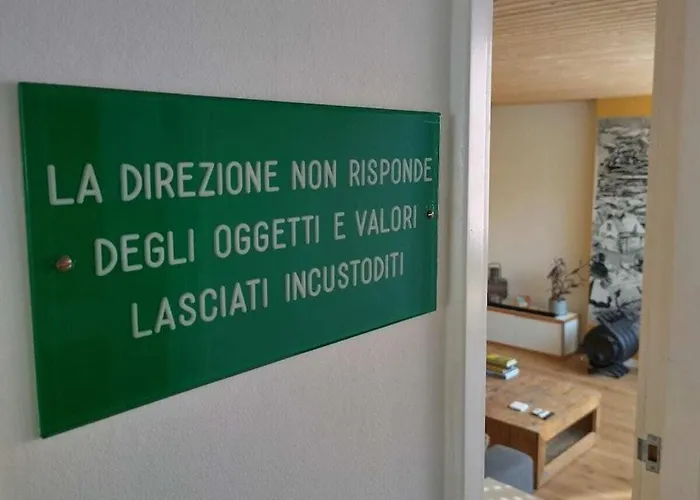 LA DIREZIONE NON RISPONDE
DEGLI OGGETTI E VALORI
LASCIATI INCUSTODITI